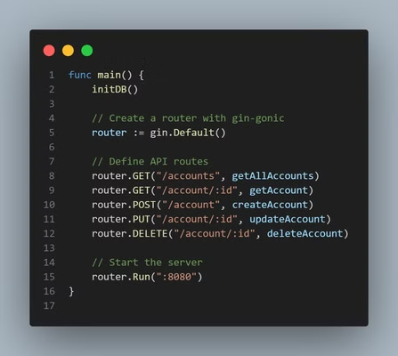 1 func main() {
2 initDB()
3
4 // Create a router with gin-gonic
5 router := gin.Default()
6
7 // Define API routes
8 router.GET("/accounts", getAllAccounts)
9 router.GET("/account/:id", getAccount)
10 router.POST("/account", createAccount)
11 router.PUT("/account/:id", updateAccount)
12 router.DELETE("/account/:id", deleteAccount)
13
14 // Start the server
15 router.Run(":8080")
16 }
17